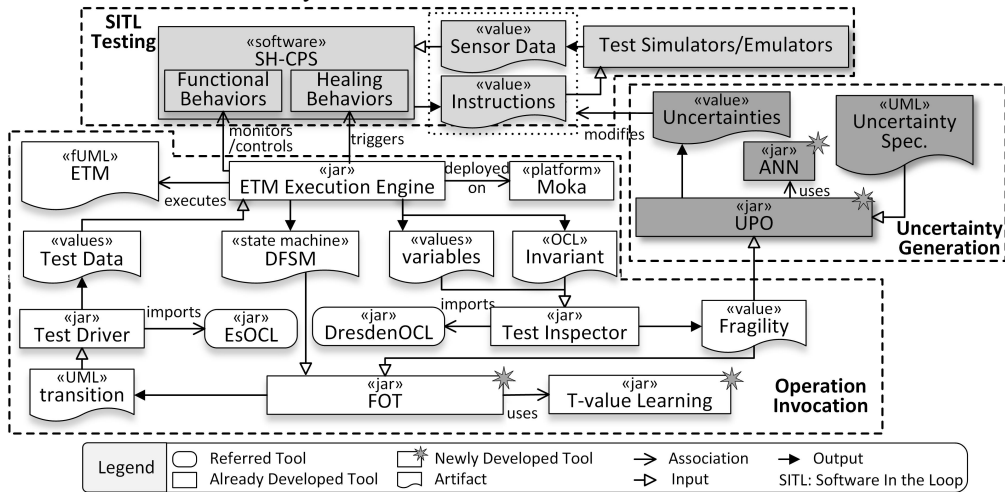 SITL
Testing
«software»
SH-CPS
Functional
Behaviors
Healing
Behaviors
«value»
Sensor Data
«value»
Instructions
Test Simulators/Emulators
modifies
«value»
Uncertainties
«UML»
Uncertainty
Spec.
«jar»
ANN
uses
«jar»
UPO
Uncertainty
Generation
monitors
/controls
triggers
«fUML»
ETM
executes
«jar»
ETM Execution Engine
deployed
on
«platform»
Moka
«values»
Test Data
«state machine»
DFSM
«values»
variables
«OCL»
Invariant
«jar»
Test Driver
imports
«jar»
EsOCL
«jar»
DresdenOCL
imports
«jar»
Test Inspector
«value»
Fragility
«UML»
transition
«jar»
FOT
uses
«jar»
T-value Learning
Operation
Invocation
Legend
Referred Tool
Newly Developed Tool
Association
Output
Already Developed Tool
Artifact
Input
SITL: Software In the Loop